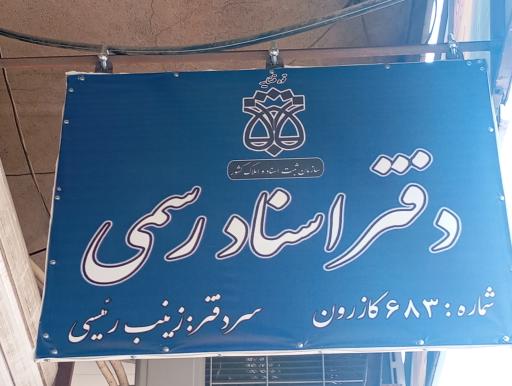 قوه قضائیه
سازمان ثبت اسناد و املاک کشور
دفتر اسناد رسمی
شماره : ۶۸۳ کازرون
سردفتر: زینب رئیسی